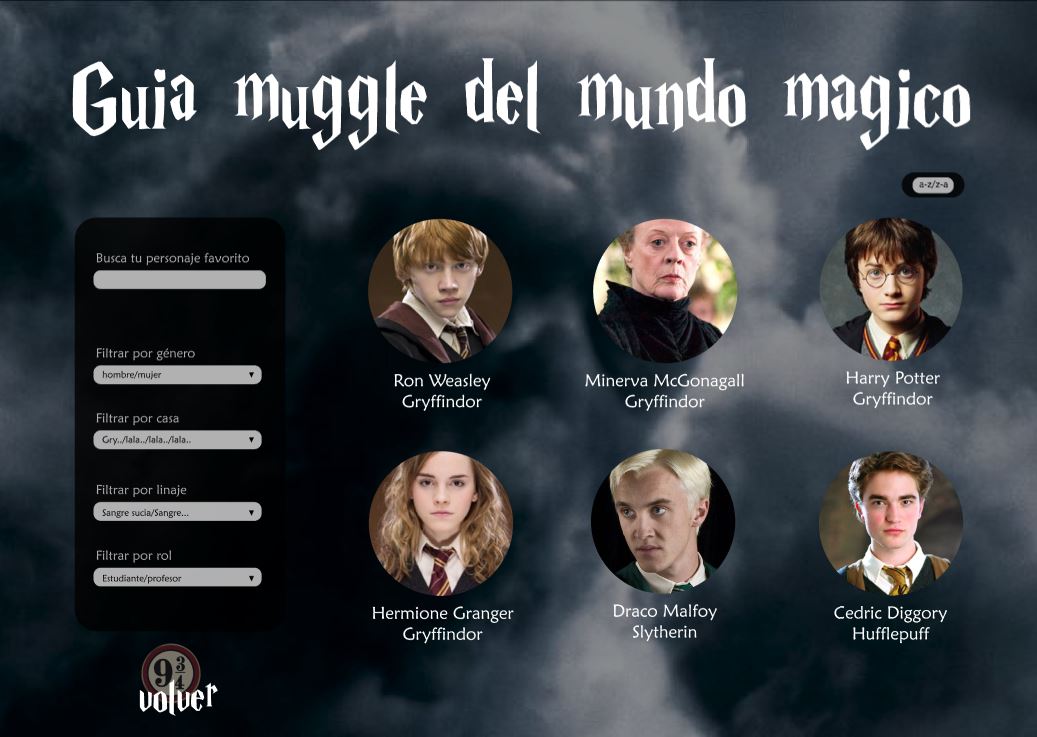 Guia muggle del mundo magico
a-z/z-a
Busca tu personaje favorito
Filtrar por género
hombre/mujer
Filtrar por casa
Gry../lala../lala../lala..
Filtrar por linaje
Sangre sucia/Sangre...
Filtrar por rol
Estudiante/profesor
Ron Weasley
Gryffindor
Minerva McGonagall
Gryffindor
Harry Potter
Gryffindor
Hermione Granger
Gryffindor
Draco Malfoy
Slytherin
Cedric Diggory
Hufflepuff
9 3/4
volver